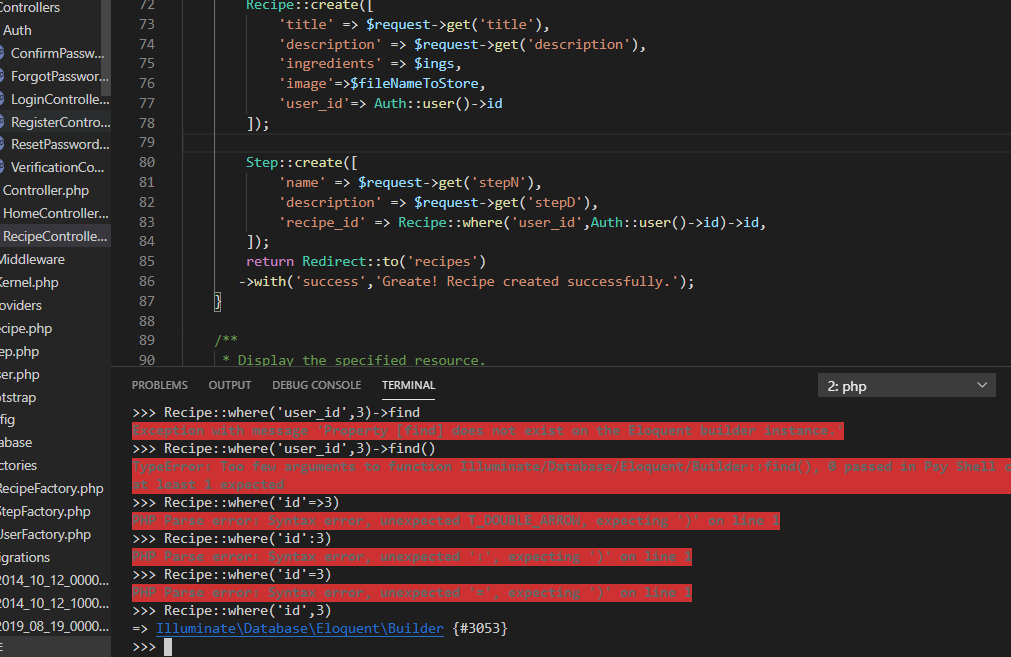 Controllers
Auth
ConfirmPassw...
ForgotPasswor...
LoginControlle...
RegisterContro...
ResetPassword...
VerificationCo...
Controller.php
HomeController...
RecipeControlle...
Middleware
Kernel.php
oviders
ecipe.php
ep.php
ser.php
otstrap
fig
abase
ctories
RecipeFactory.php
StepFactory.php
UserFactory.php
igrations
2014_10_12_0000...
2014_10_12_1000...
2019_08_19_0000...
E
72 Recipe::create([
73 'title' => $request->get('title'),
74 'description' => $request->get('description'),
75 'ingredients' => $ings,
76 'image'=>$fileNameToStore,
77 'user_id'=> Auth::user()->id
78 ]);
79
80 Step::create([
81 'name' => $request->get('stepN'),
82 'description' => $request->get('stepD'),
83 'recipe_id' => Recipe::where('user_id',Auth::user()->id)->id,
84 ]);
85 return Redirect::to('recipes')
86 ->with('success','Greate! Recipe created successfully.');
87 }
88
89 /**
90 * Display the specified resource.
PROBLEMS OUTPUT DEBUG CONSOLE TERMINAL 2: php
>>> Recipe::where('user_id',3)->find
Exception with message 'Property [find] does not exist on the Eloquent builder instance.'
>>> Recipe::where('user_id',3)->find()
TypeError: Too few arguments to function Illuminate/Database/Eloquent/Builder::find(), 0 passed in Psy Shell c
at least 1 expected
>>> Recipe::where('id'=>3)
PHP Parse error: Syntax error, unexpected T_DOUBLE_ARROW, expecting ')' on line 1
>>> Recipe::where('id':3)
PHP Parse error: Syntax error, unexpected ':', expecting ')' on line 1
>>> Recipe::where('id'=3)
PHP Parse error: Syntax error, unexpected '=', expecting ')' on line 1
>>> Recipe::where('id',3)
=> Illuminate\Database\Eloquent\Builder {#3053}
>>>